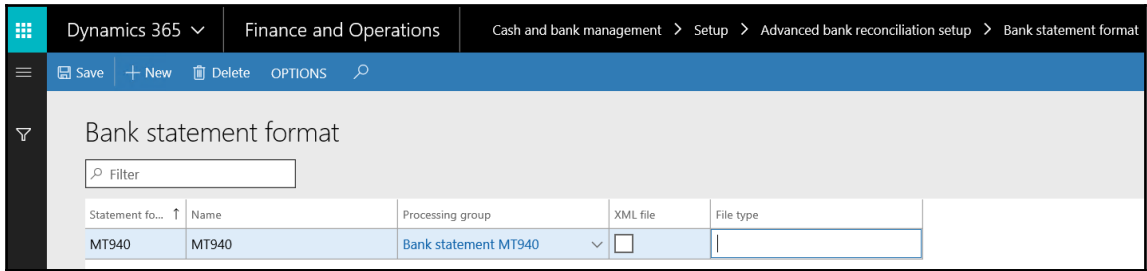 Dynamics 365 Finance and Operations Cash and bank management > Setup > Advanced bank reconciliation setup > Bank statement format
Save New Delete OPTIONS
Bank statement format
Filter
Statement fo... ↑ Name Processing group XML file File type
MT940 MT940 Bank statement MT940